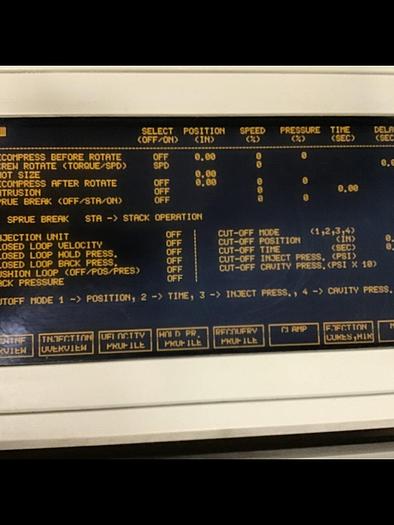 SELECT POSITION SPEED PRESSURE TIME DELA
(OFF/ON) (IN) (%) (%) (SEC) (SEC
ECOMPRESS BEFORE ROTATE OFF 0.00 0 0
CREW ROTATE (TORQUE/SPD) SPD 0 0.0
HOT SIZE 0.00
ECOMPRESS AFTER ROTATE OFF 0.00 0 0
NTRUSION OFF 0 0.00
PRUE BREAK (OFF/STA/ON) OFF 0
SPRUE BREAK STA -> STACK OPERATION
NJECTION UNIT OFF CUT-OFF MODE (1,2,3,4)
LOSED LOOP VELOCITY OFF CUT-OFF POSITION (IN) 0.
LOSED LOOP HOLD PRESS. OFF CUT-OFF TIME (SEC) 0.
LOSED LOOP BACK PRESS. OFF CUT-OFF INJECT PRESS. (PSI)
USHION LOOP (OFF/POS/PRES) OFF CUT-OFF CAVITY PRESS.(PSI X 10)
ACK PRESSURE OFF
UTOFF MODE 1 -> POSITION, 2 -> TIME, 3 -> INJECT PRESS., 4 -> CAVITY PRESS.
INJECTION VELOCITY HOLD PR. RECOVERY CLAMP EJECTION
RVIEW OVERVIEW PROFILE PROFILE PROFILE CORES,AIR